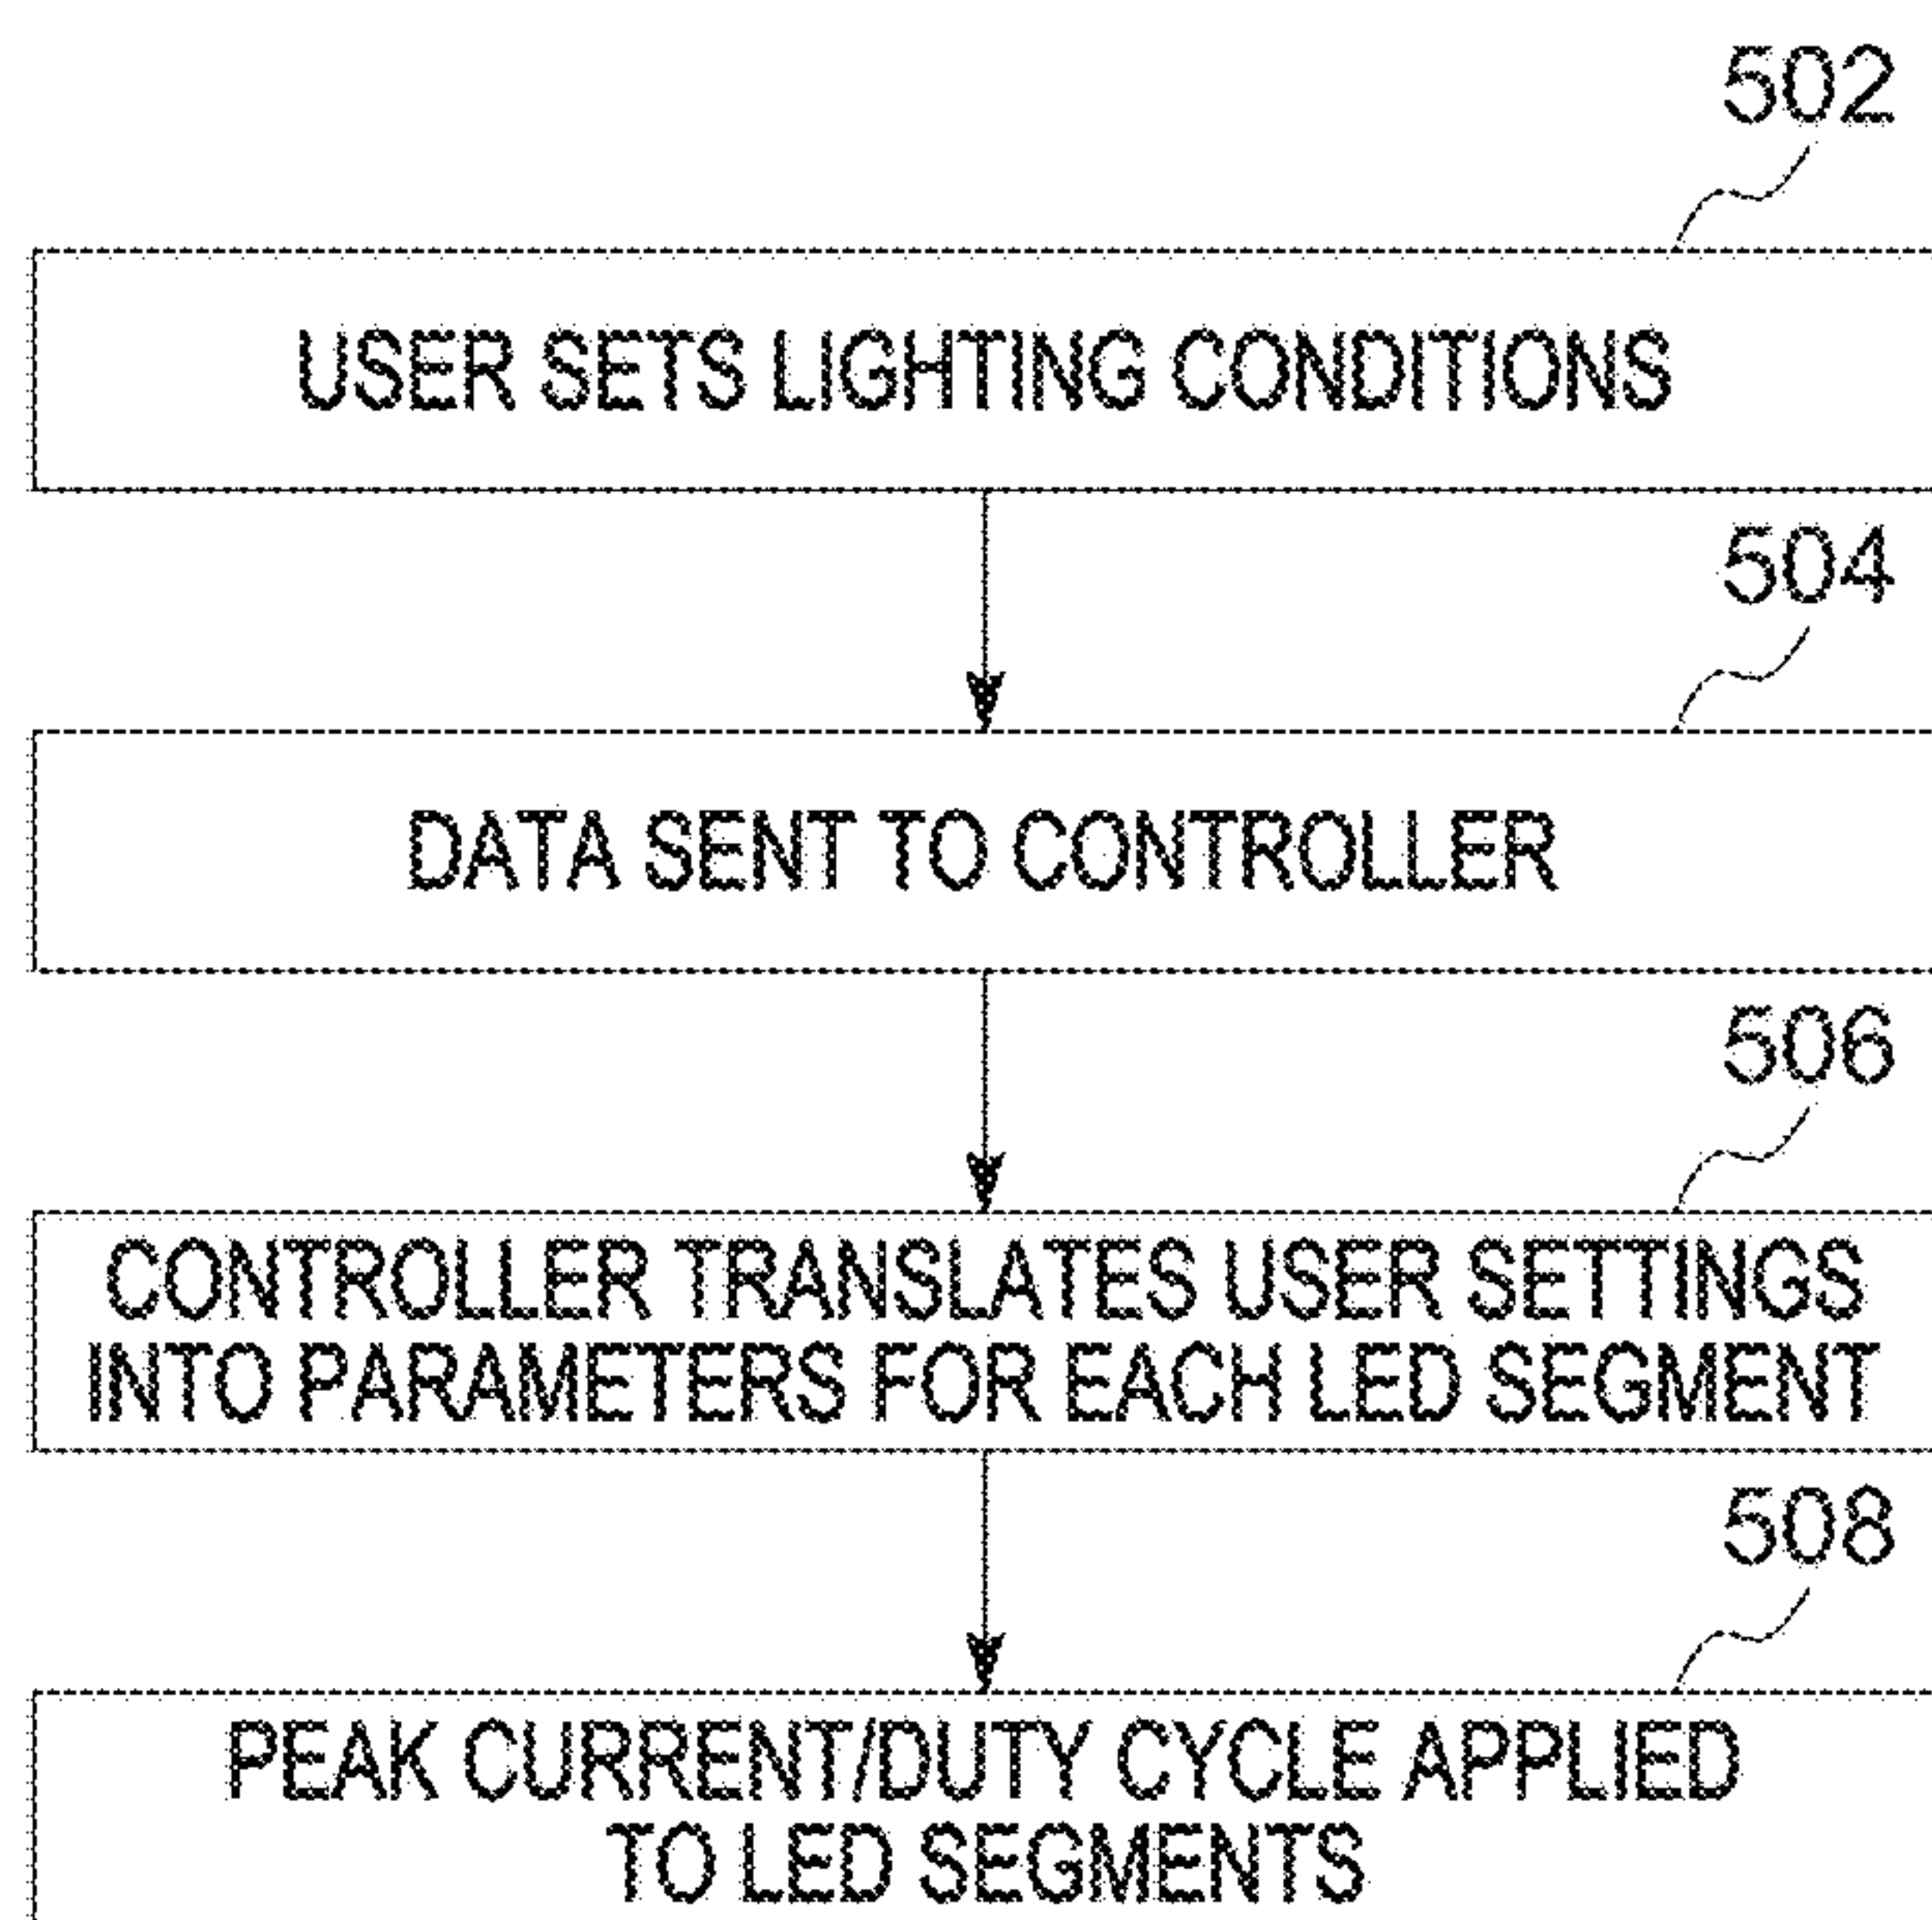 502
USER SETS LIGHTING CONDITIONS
504
DATA SENT TO CONTROLLER
506
CONTROLLER TRANSLATES USER SETTINGS
INTO PARAMETERS FOR EACH LED SEGMENT
508
PEAK CURRENT/DUTY CYCLE APPLIED
TO LED SEGMENTS